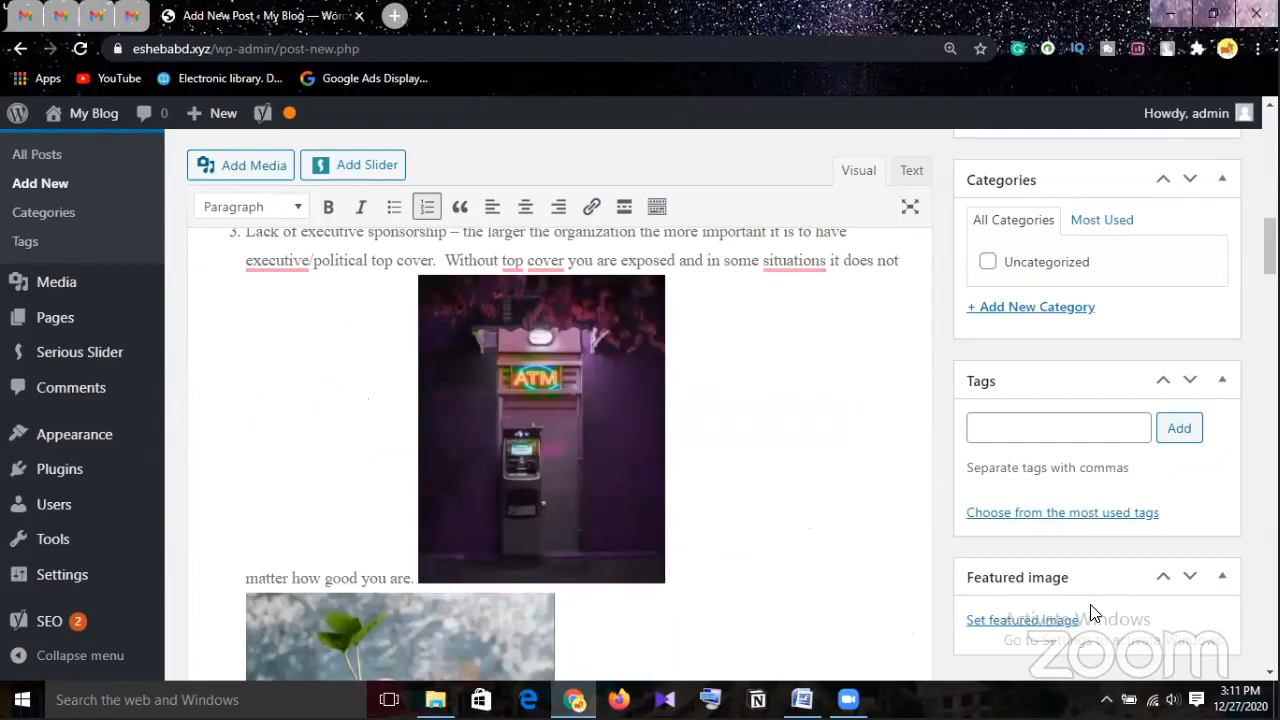 Add New Post ‹ My Blog — Wor
eshebabd.xyz/wp-admin/post-new.php
Apps
YouTube
Electronic library. D...
Google Ads Display...
My Blog
0
New
Howdy, admin
All Posts
Add New
Categories
Tags
Media
Pages
Serious Slider
Comments
Appearance
Plugins
Users
Tools
Settings
SEO 2
Collapse menu
Add Media
Add Slider
Visual
Text
Paragraph
3. Lack of executive sponsorship – the larger the organization the more important it is to have
executive/political top cover. Without top cover you are exposed and in some situations it does not
ATM
matter how good you are.
Categories
All Categories
Most Used
Uncategorized
+ Add New Category
Tags
Add
Separate tags with commas
Choose from the most used tags
Featured image
Set featured image
Activate Windows
Go to Settings to activate Windows.
zoom
Search the web and Windows
3:11 PM
12/27/2020